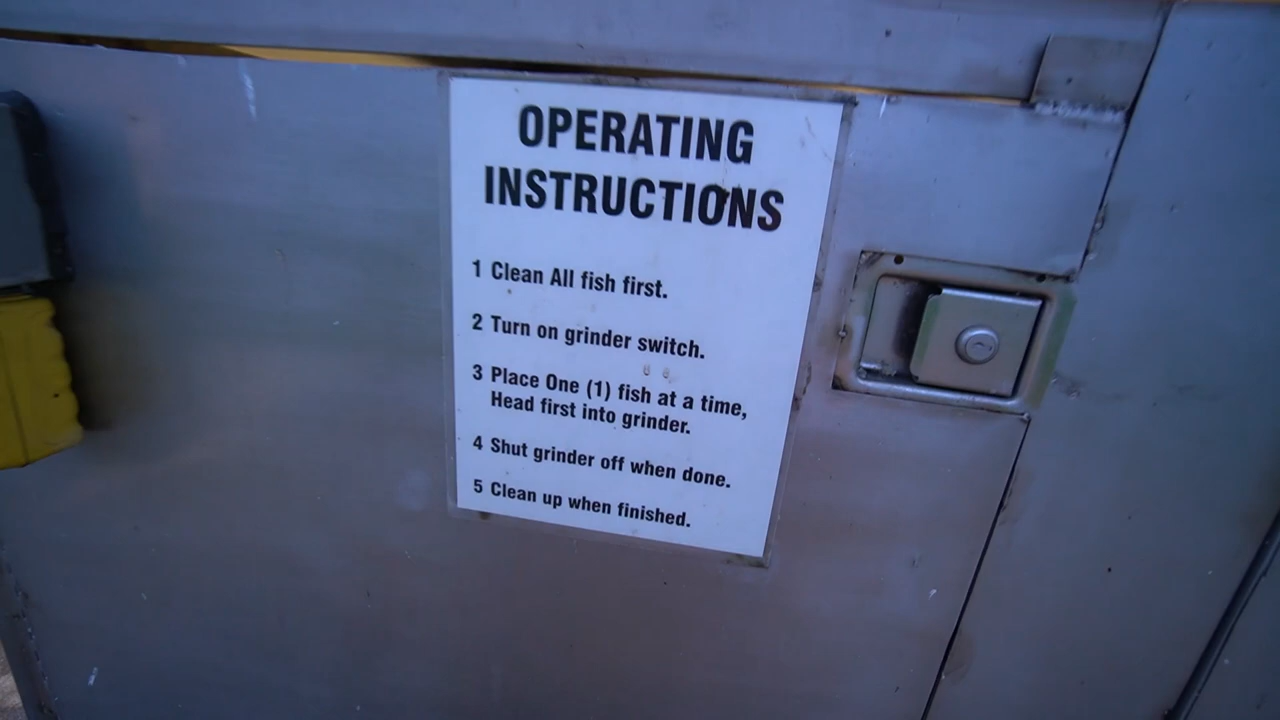 OPERATING
INSTRUCTIONS
1 Clean All fish first.
2 Turn on grinder switch.
3 Place One (1) fish at a time,
Head first into grinder.
4 Shut grinder off when done.
5 Clean up when finished.